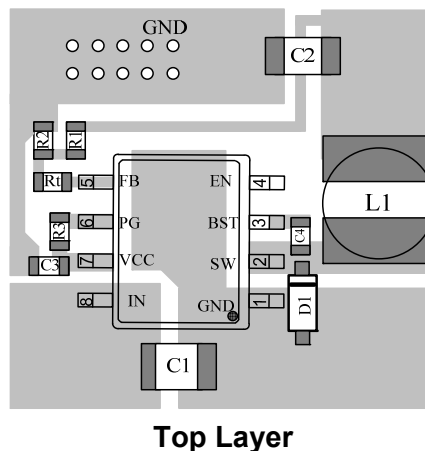 GND
C2
R2 R1
Rt 5 FB EN 4
R3 6 PG BST 3 C4 L1
C3 7 VCC SW 2
8 IN GND 1 D1
C1
Top Layer